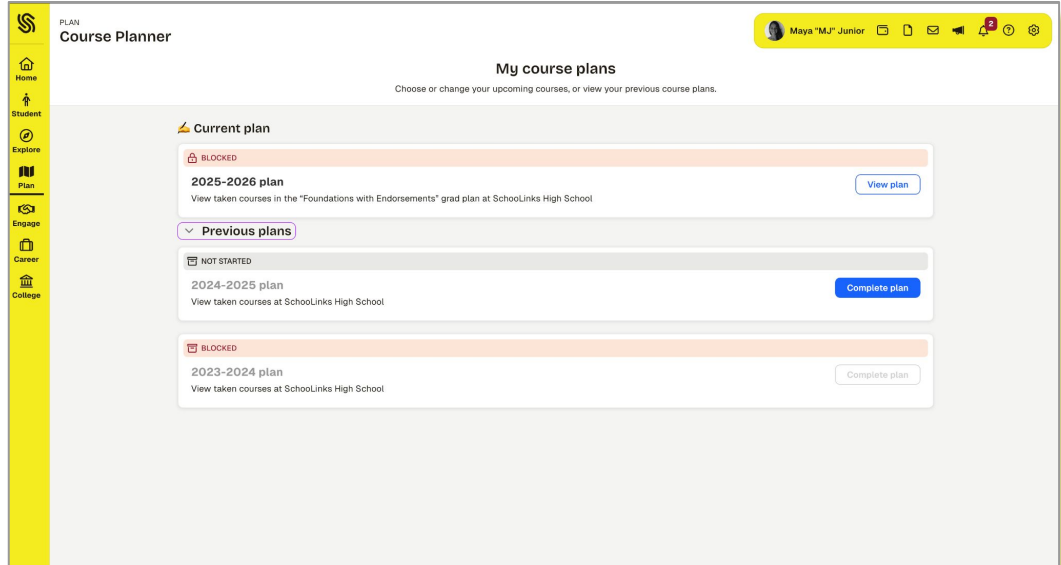 PLAN
Course Planner
Maya "MJ" Junior
2
Home
Student
Explore
Plan
Engage
Career
College
My course plans
Choose or change your upcoming courses, or view your previous course plans.
Current plan
BLOCKED
2025-2026 plan
View plan
View taken courses in the "Foundations with Endorsements" grad plan at SchooLinks High School
Previous plans
NOT STARTED
2024-2025 plan
Complete plan
View taken courses at SchooLinks High School
BLOCKED
2023-2024 plan
Complete plan
View taken courses at SchooLinks High School